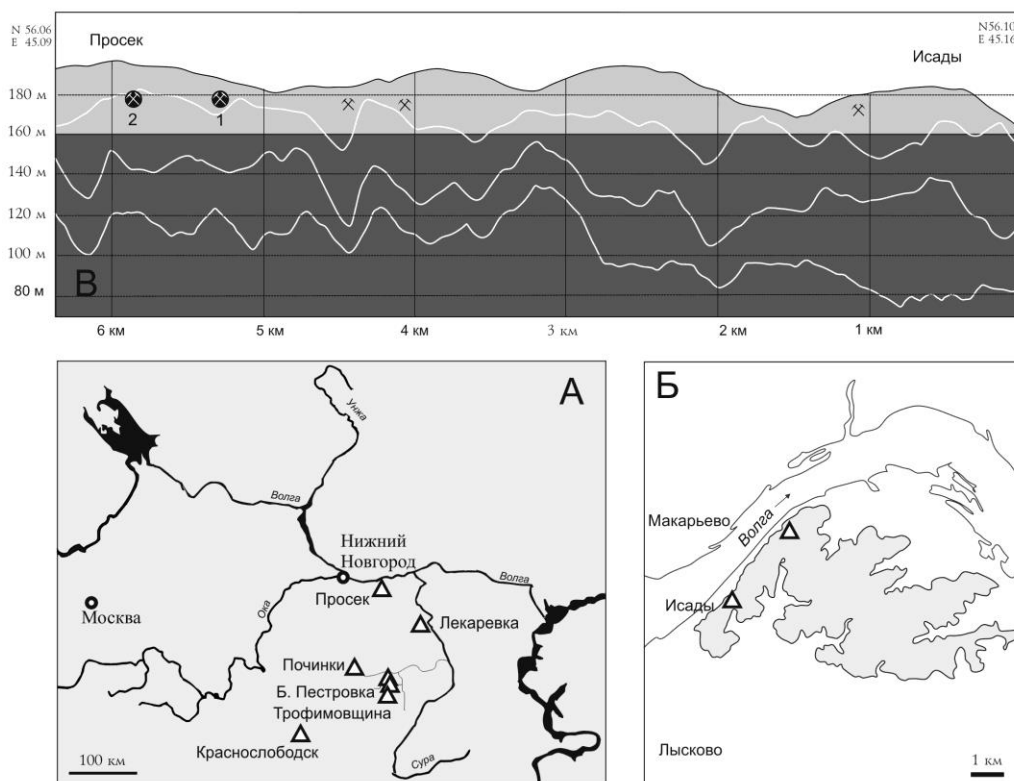 N 56.06
E 45.09
N56.10
E 45.16
Просек
Исады
180 м
160 м
140 м
120 м
100 м
80 м
2
1
В
6 км
5 км
4 км
3 км
2 км
1 км
А
Унжа
Волга
Нижний
Новгород
Волга
Просек
Ока
Москва
Лекаревка
Починки
Б. Пестровка
Трофимовщина
Краснослободск
Сура
100 км
Б
Макарьево
Волга
Исады
Лысково
1 км